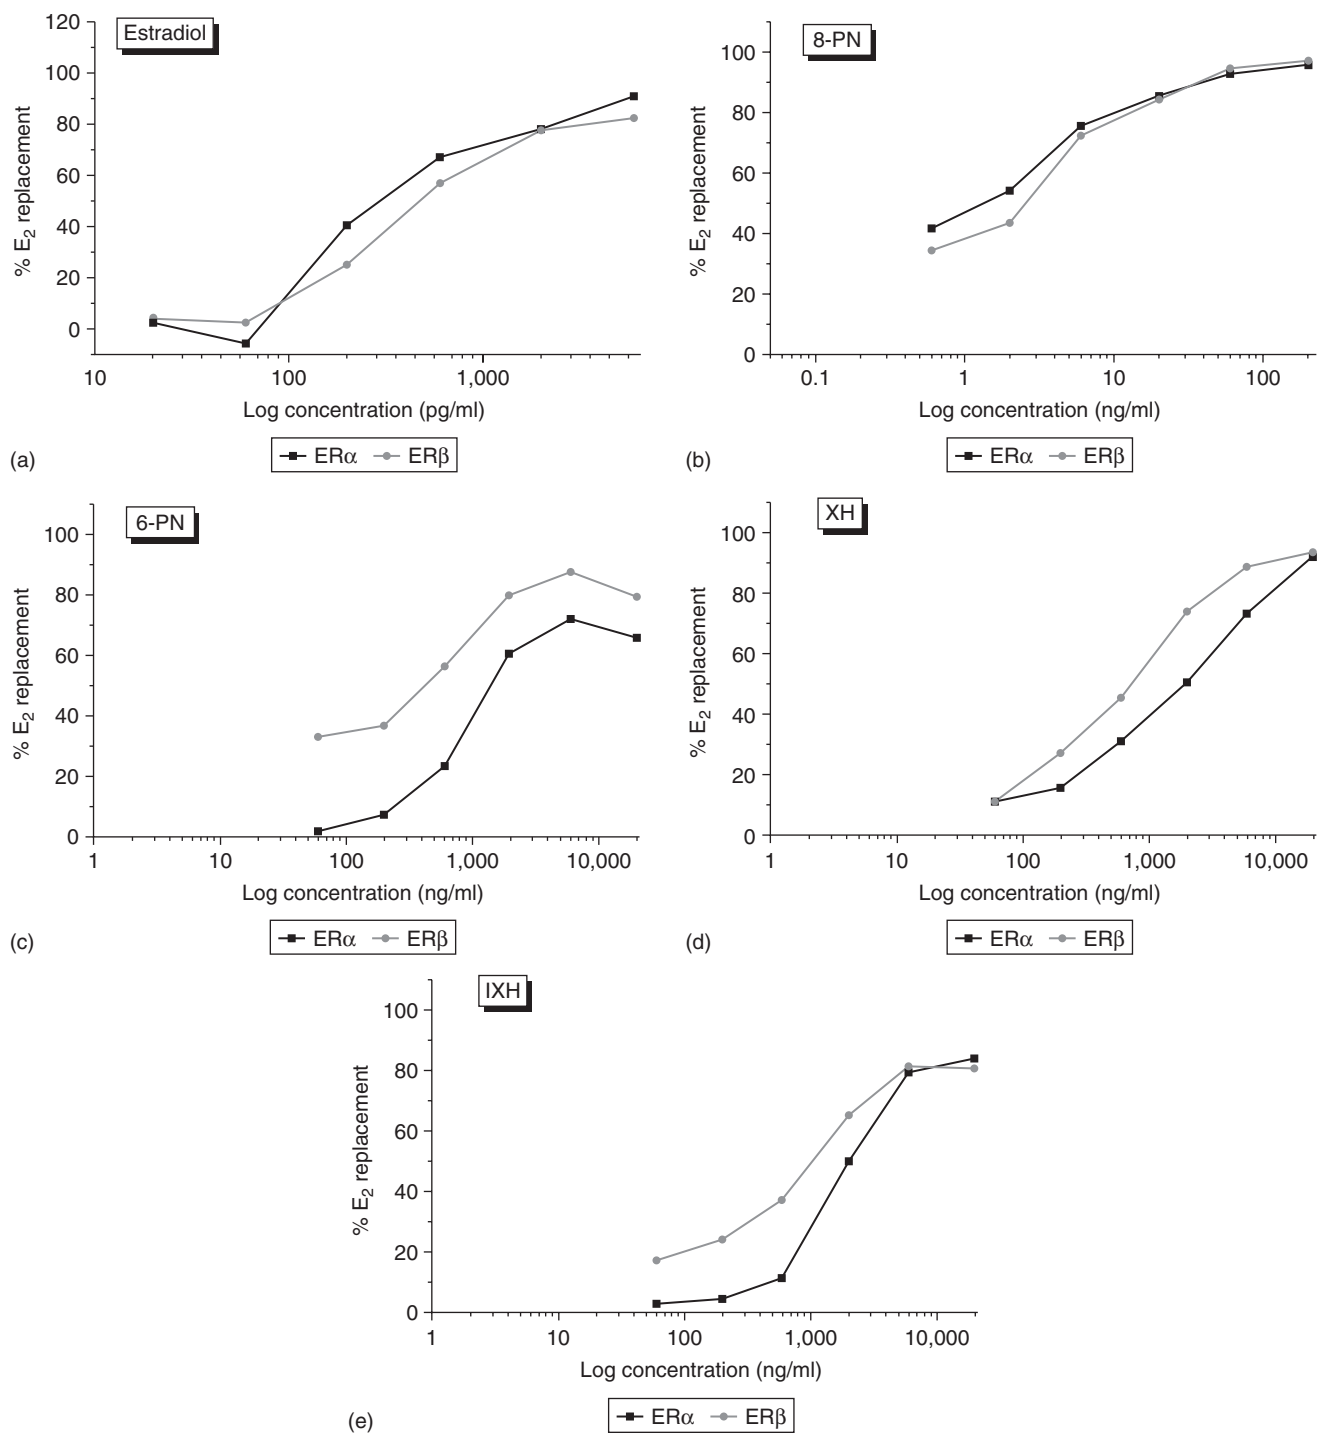 Estradiol
120
100
80
60
40
20
0
% E2 replacement
10 100 1,000
Log concentration (pg/ml)
ERα ERβ
(a)
8-PN
100
80
60
40
20
0
% E2 replacement
0.1 1 10 100
Log concentration (ng/ml)
ERα ERβ
(b)
6-PN
100
80
60
40
20
0
% E2 replacement
1 10 100 1,000 10,000
Log concentration (ng/ml)
ERα ERβ
(c)
XH
100
80
60
40
20
0
% E2 replacement
1 10 100 1,000 10,000
Log concentration (ng/ml)
ERα ERβ
(d)
IXH
100
80
60
40
20
0
% E2 replacement
1 10 100 1,000 10,000
Log concentration (ng/ml)
ERα ERβ
(e)